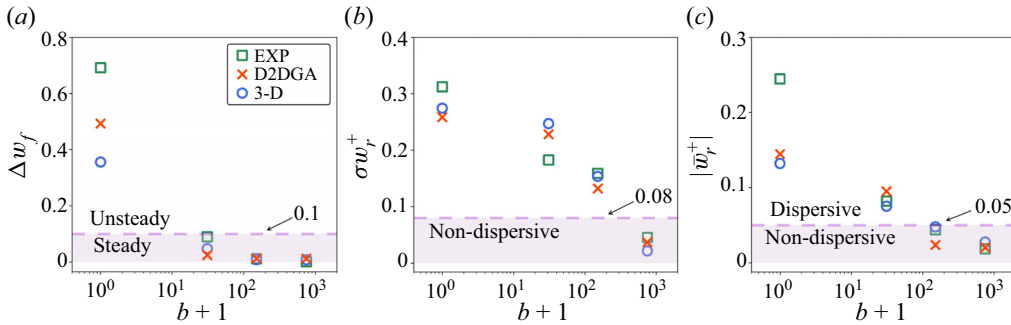 (a)
0.8
0.6
0.4
0.2
0
Δw_f
EXP
D2DGA
3-D
Unsteady
Steady
0.1
10^0
10^1
10^2
10^3
b + 1
(b)
0.4
0.3
0.2
0.1
0
σw_r^+
0.08
Non-dispersive
10^0
10^1
10^2
10^3
b + 1
(c)
0.3
0.2
0.1
0
|w̄_r^+|
0.05
Dispersive
Non-dispersive
10^0
10^1
10^2
10^3
b + 1